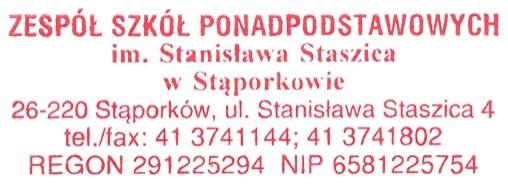 ZESPÓŁ SZKÓŁ PONADPODSTAWOWYCH
im. Stanisława Staszica
w Stąporkowie
26-220 Stąporków, ul. Stanisława Staszica 4
tel./fax: 41 3741144; 41 3741802
REGON 291225294 NIP 6581225754